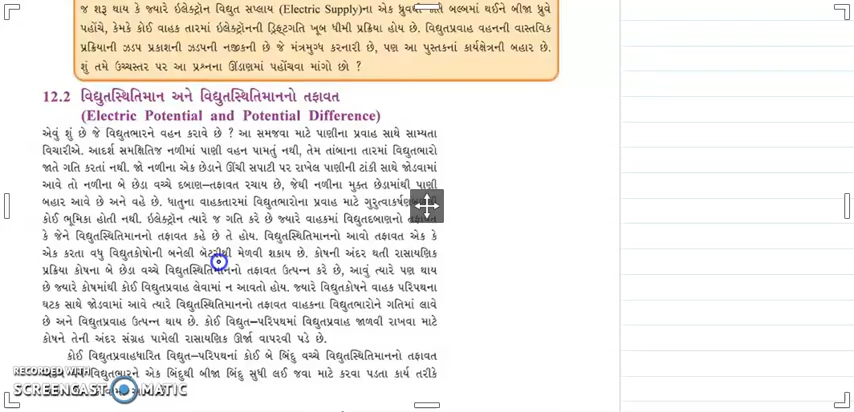 જ શરૂ થાય કે જ્યારે ઇલેક્ટ્રૉન વિદ્યુત સપ્લાય (Electric Supply)ના એક ધ્રુવથી બલ્બમાં થઈને બીજા ધ્રુવે
પહોંચે, કેમકે કોઈ વાહક તારમાં ઇલેક્ટ્રૉનની ડ્રિફ્ટગતિ ખૂબ ધીમી પ્રક્રિયા હોય છે. વિદ્યુતપ્રવાહ વહનની વાસ્તવિક
પ્રક્રિયાની ઝડપ પ્રકાશની ઝડપની નજીકની છે જે મંત્રમુગ્ધ કરનારી છે, પણ આ પુસ્તકનાં કાર્યક્ષેત્રની બહાર છે.
શું તમે ઉચ્ચસ્તર પર આ પ્રશ્નના ઊંડાણમાં પહોંચવા માંગો છો ?
12.2 વિદ્યુતસ્થિતિમાન અને વિદ્યુતસ્થિતિમાનનો તફાવત
(Electric Potential and Potential Difference)
એવું શું છે જે વિદ્યુતભારને વહન કરાવે છે ? આ સમજવા માટે પાણીના પ્રવાહ સાથે સામ્યતા
વિચારીએ. આદર્શ સમક્ષિતિજ નળીમાં પાણી વહન પામતું નથી, તેમ તાંબાના તારમાં વિદ્યુતભારો
જાતે ગતિ કરતાં નથી. જો નળીના એક છેડાને ઊંચી સપાટી પર રાખેલ પાણીની ટાંકી સાથે જોડવામાં
આવે તો નળીના બે છેડા વચ્ચે દબાણ-તફાવત રચાય છે, જેથી નળીના મુક્ત છેડામાંથી પાણી
બહાર આવે છે અને વહે છે. ધાતુના વાહકતારમાં વિદ્યુતભારોના પ્રવાહ માટે
કોઈ ભૂમિકા હોતી નથી. ઇલેક્ટ્રૉન ત્યારે જ ગતિ કરે છે જ્યારે વાહકમાં વિદ્યુતદબાણનો તફાવત
કે જેને વિદ્યુતસ્થિતિમાનનો તફાવત કહે છે તે હોય. વિદ્યુતસ્થિતિમાનનો આવો તફાવત એક કે
એક કરતા વધુ વિદ્યુતકોષોની બનેલી બૅટરીથી મેળવી શકાય છે. કોષની અંદર થતી રાસાયણિક
પ્રક્રિયા કોષના બે છેડા વચ્ચે વિદ્યુતસ્થિતિમાનનો તફાવત ઉત્પન્ન કરે છે, આવું ત્યારે પણ થાય
છે જ્યારે કોષમાંથી કોઈ વિદ્યુતપ્રવાહ લેવામાં ન આવતો હોય. જ્યારે વિદ્યુતકોષને વાહક પરિપથના
ઘટક સાથે જોડવામાં આવે ત્યારે વિદ્યુતસ્થિતિમાનનો તફાવત વાહકના વિદ્યુતભારોને ગતિમાં લાવે
છે અને વિદ્યુતપ્રવાહ ઉત્પન્ન થાય છે. કોઈ વિદ્યુત-પરિપથમાં વિદ્યુતપ્રવાહ જાળવી રાખવા માટે
કોષને તેની અંદર સંગ્રહ પામેલી રાસાયણિક ઊર્જા વાપરવી પડે છે.
કોઈ વિદ્યુતપ્રવાહધારિત વિદ્યુત-પરિપથનાં કોઈ બે બિંદુ વચ્ચે વિદ્યુતસ્થિતિમાનનો તફાવત
વિદ્યુતભારને એક બિંદુથી બીજા બિંદુ સુધી લઈ જવા માટે કરવા પડતા કાર્ય તરીકે
RECORDED WITH
SCREENCAST MATIC